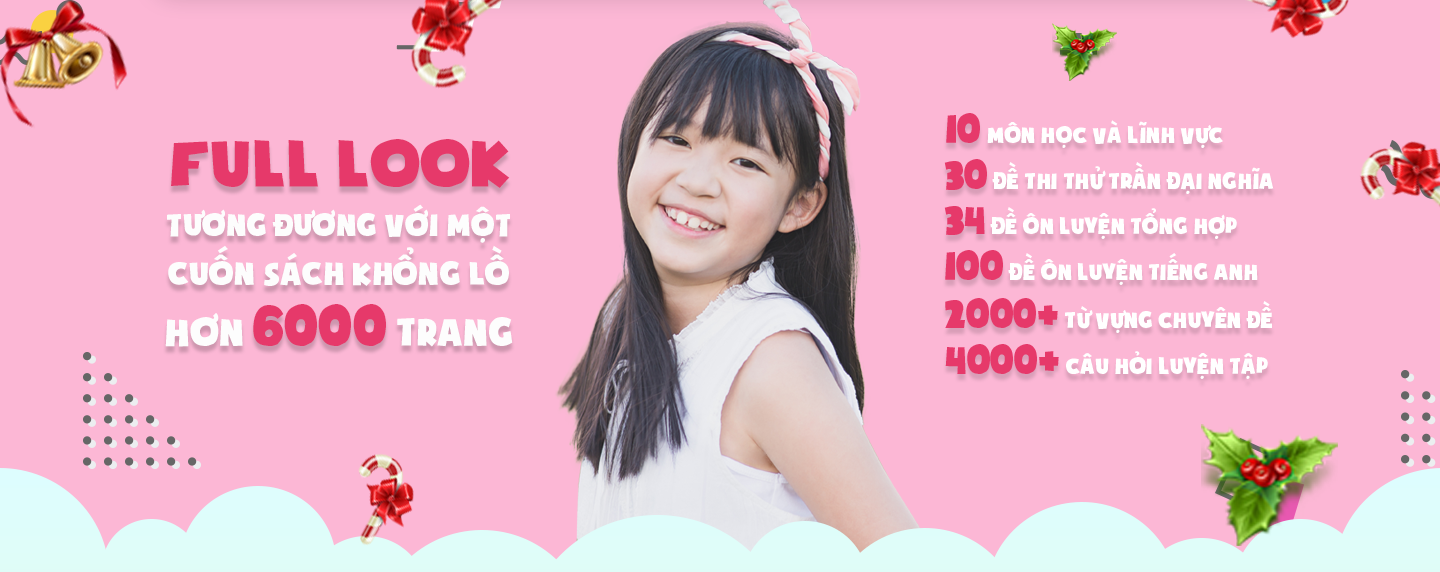 FULL LOOK
TƯƠNG ĐƯƠNG VỚI MỘT
CUỐN SÁCH KHỔNG LỒ
HƠN 6000 TRANG
10 MÔN HỌC VÀ LĨNH VỰC
30 ĐỀ THI THỬ TRẦN ĐẠI NGHĨA
34 ĐỀ ÔN LUYỆN TỔNG HỢP
100 ĐỀ ÔN LUYỆN TIẾNG ANH
2000+ TỪ VỰNG CHUYÊN ĐỀ
4000+ CÂU HỎI LUYỆN TẬP